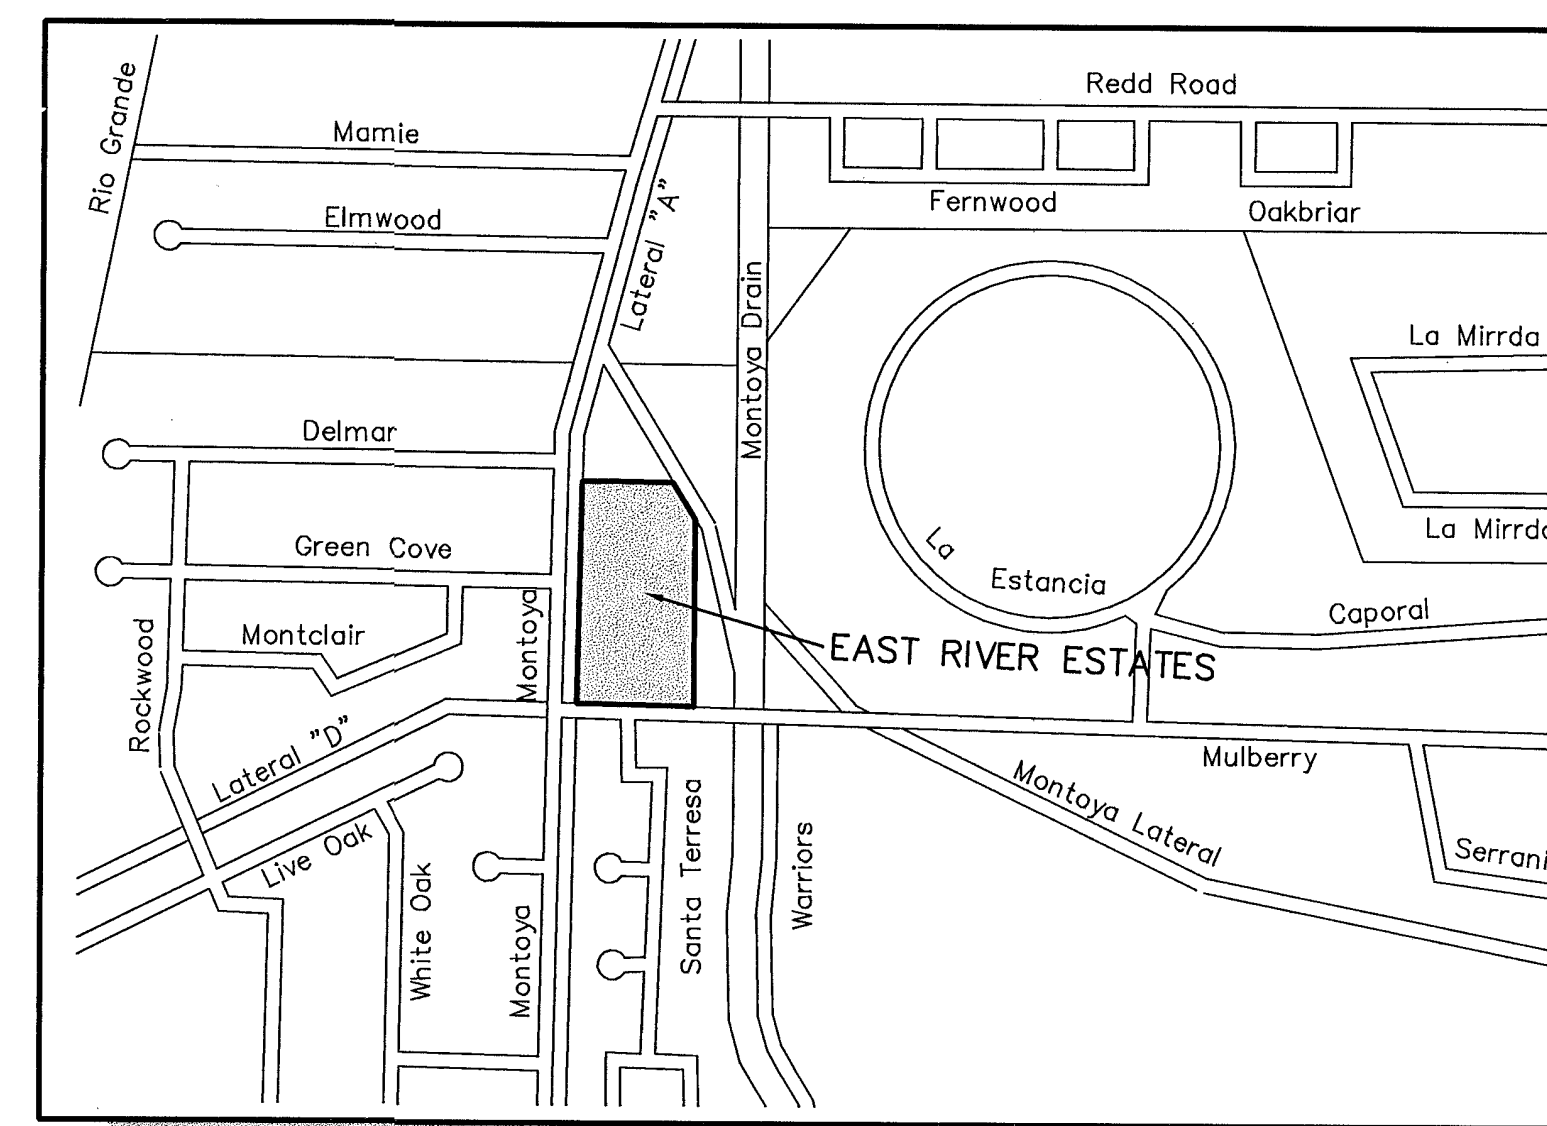 Redd Road
Rio Grande
Mamie
Lateral "A"
Fernwood
Oakbriar
Elmwood
Montoya Drain
La Mirrda
Delmar
La Mirrda
Green Cove
La
Estancia
Caporal
Montoya
Montclair
Rockwood
EAST RIVER ESTATES
Lateral "D"
Mulberry
Montoya Lateral
Live Oak
White Oak
Montoya
Santa Terresa
Warriors
Serrani